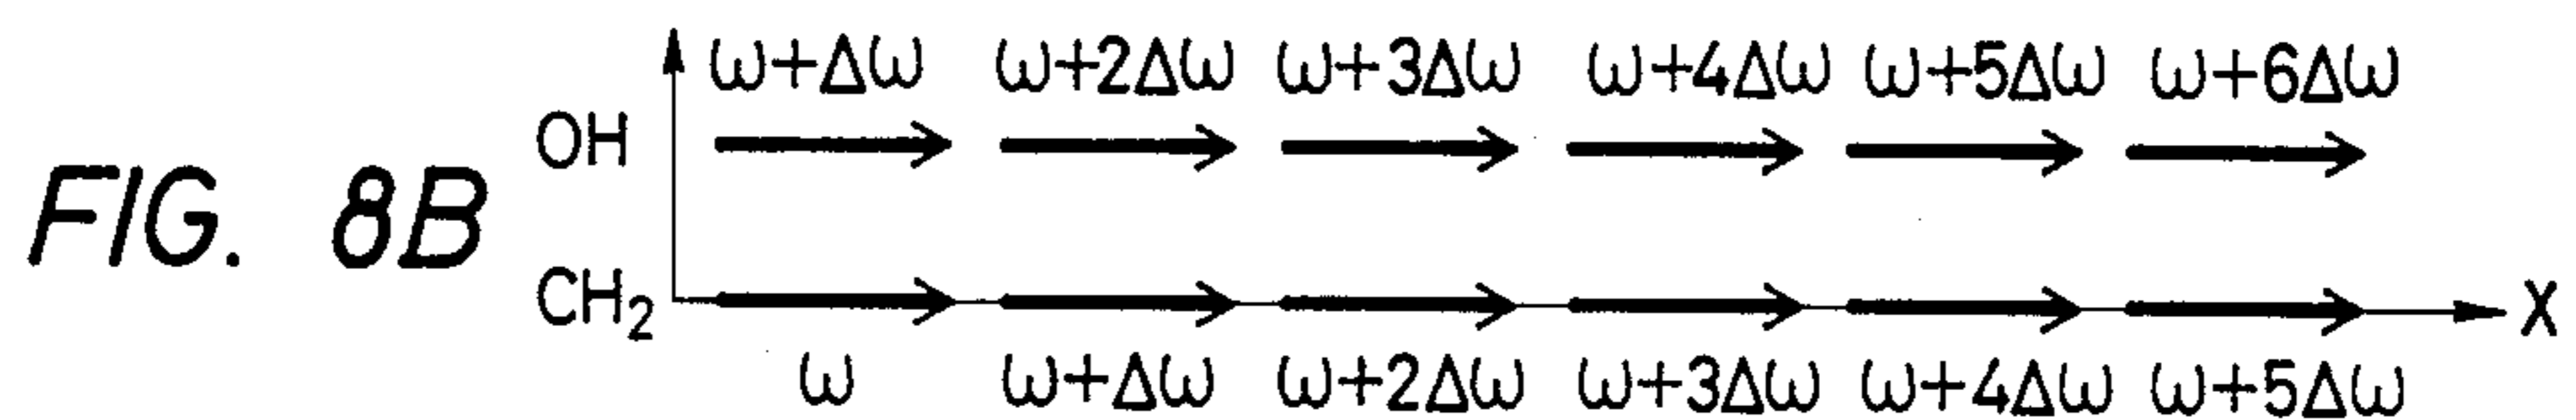 ω+Δω ω+2Δω ω+3Δω ω+4Δω ω+5Δω ω+6Δω
OH
FIG. 8B
CH₂ X
ω ω+Δω ω+2Δω ω+3Δω ω+4Δω ω+5Δω